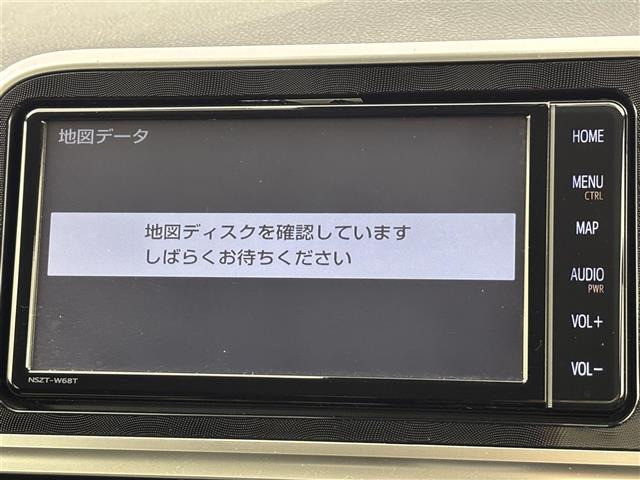 地図データ
地図ディスクを確認しています
しばらくお待ちください
NSZT-W68T
HOME
MENU
CTRL
MAP
AUDIO
PWR
VOL+
VOL-